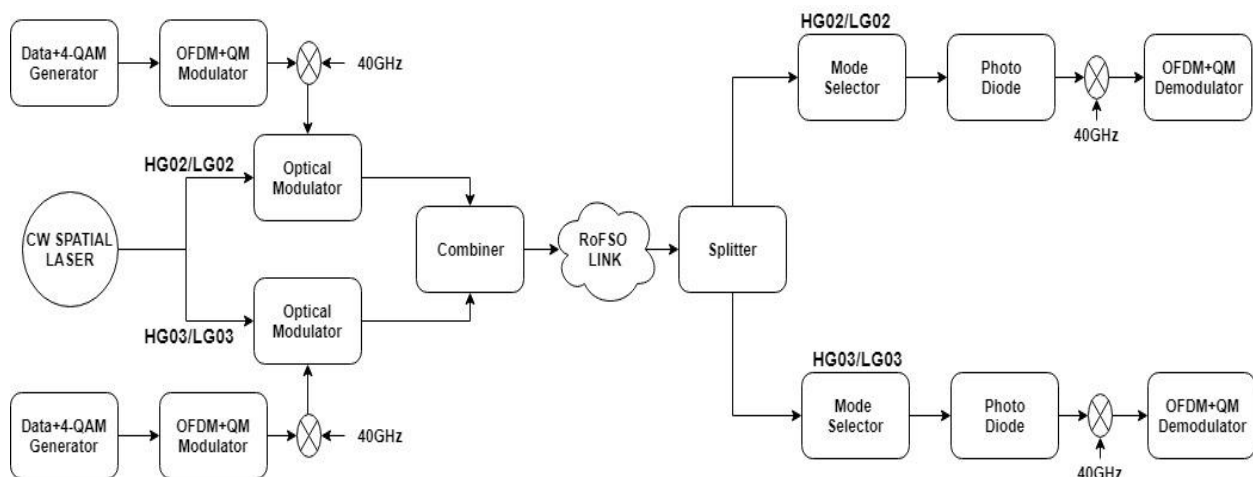 HG02/LG02
Data+4-QAM
Generator
OFDM+QM
Modulator
40GHz
Mode
Selector
Photo
Diode
OFDM+QM
Demodulator
40GHz
HG02/LG02
Optical
Modulator
CW SPATIAL
LASER
Combiner
RoFSO
LINK
Splitter
HG03/LG03
Optical
Modulator
HG03/LG03
Data+4-QAM
Generator
OFDM+QM
Modulator
40GHz
Mode
Selector
Photo
Diode
OFDM+QM
Demodulator
40GHz